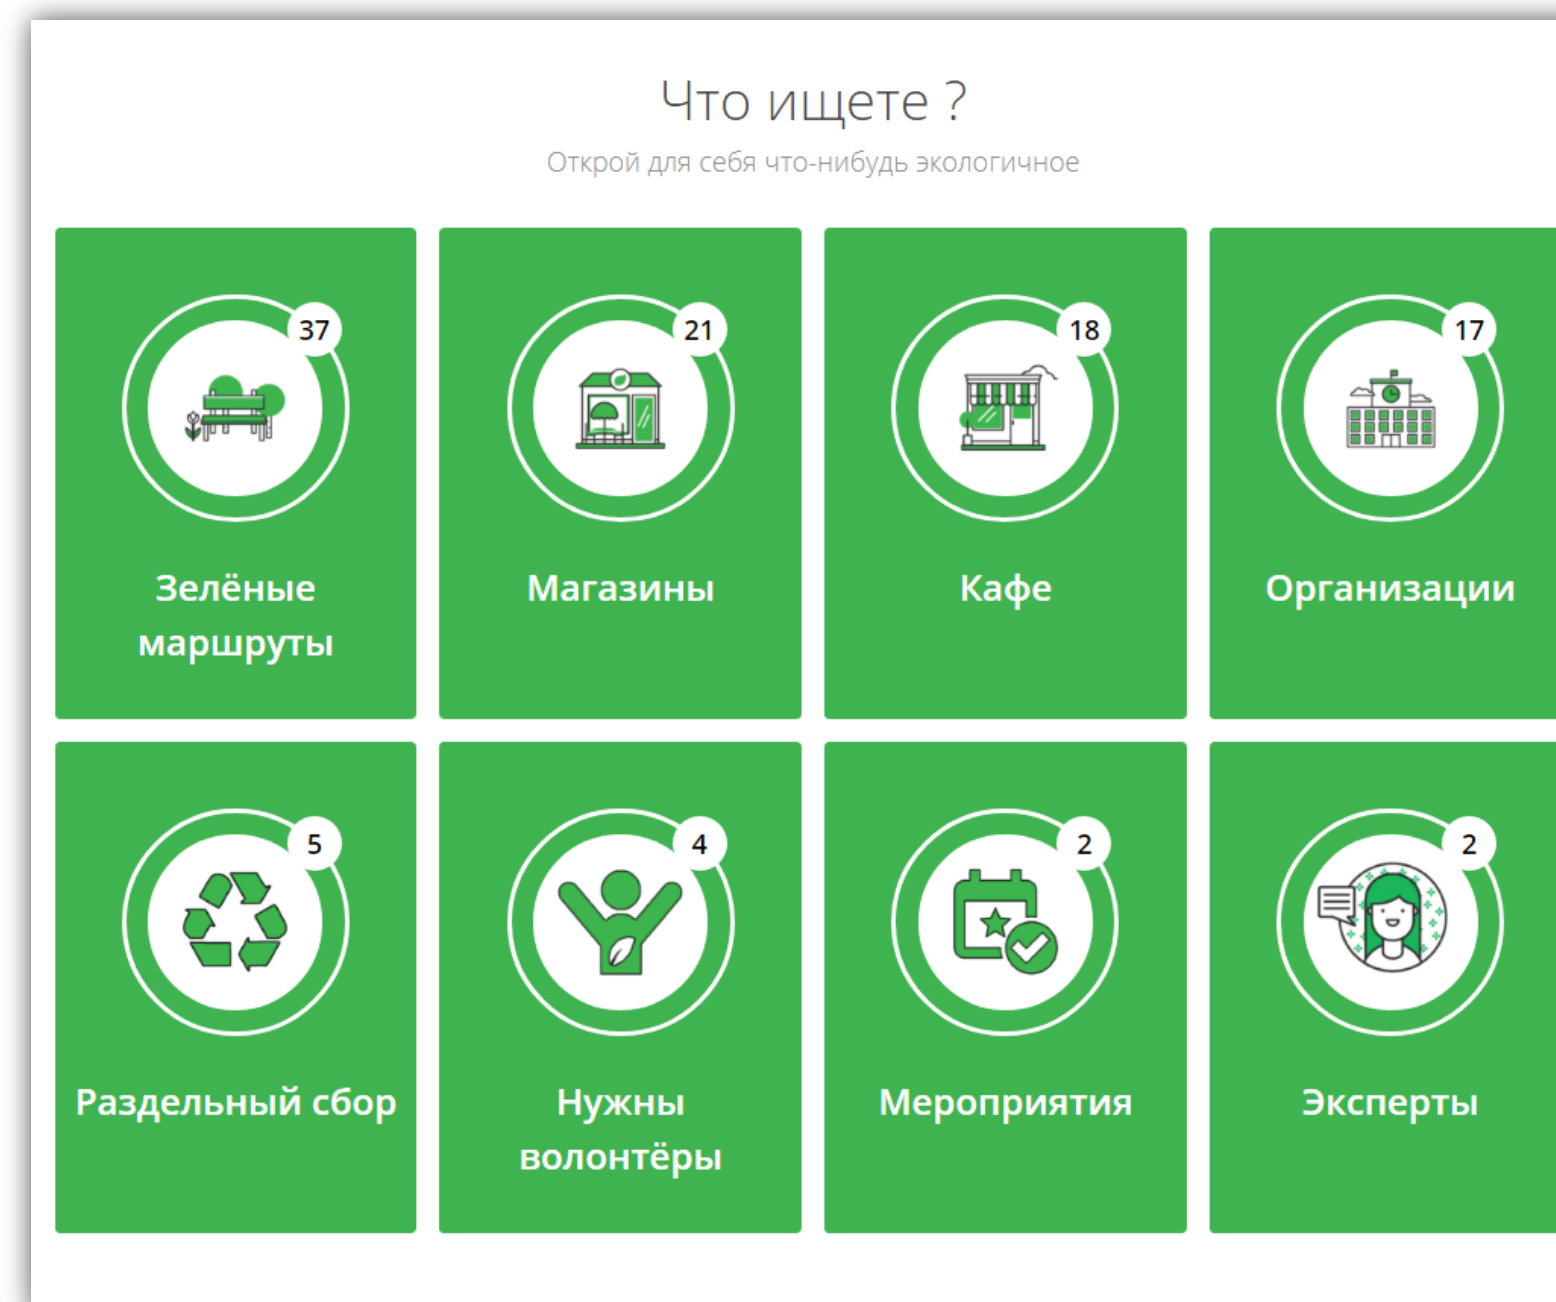 Что ищете ?
Открой для себя что-нибудь экологичное
37
21
18
17
Зелёные
маршруты
Магазины
Кафе
Организации
5
4
2
2
Раздельный сбор
Нужны
волонтёры
Мероприятия
Эксперты